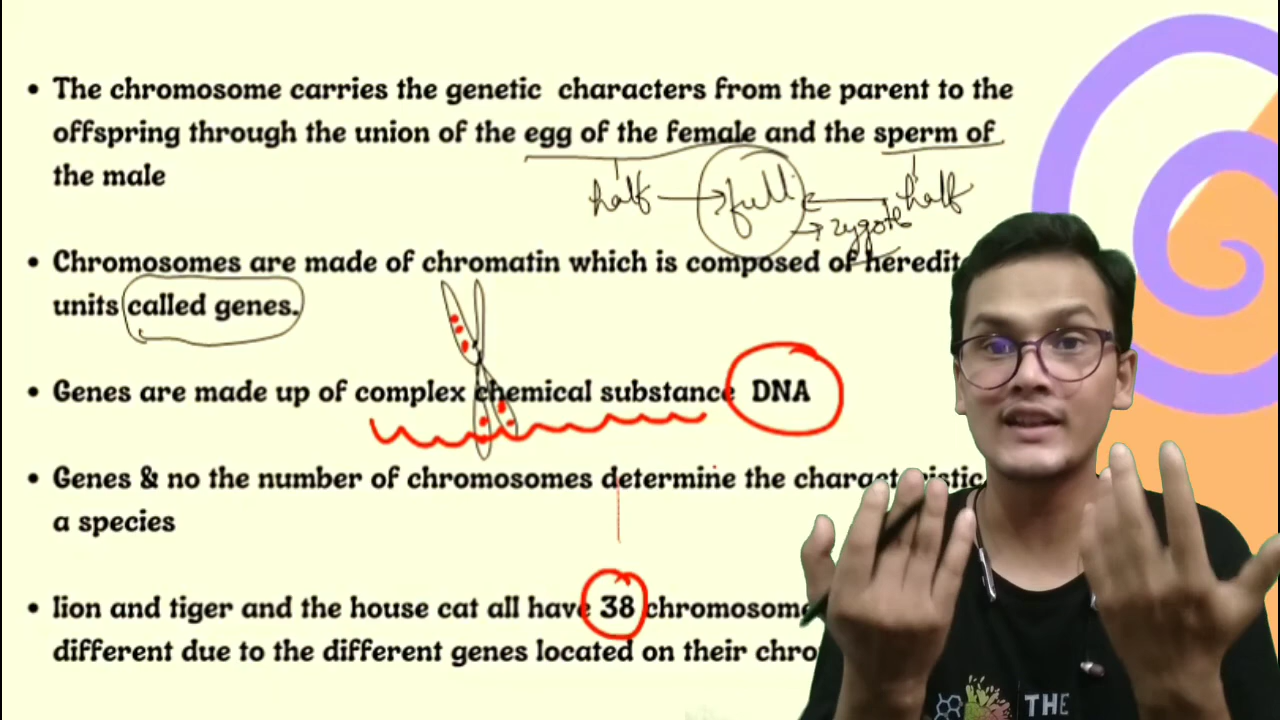 • The chromosome carries the genetic characters from the parent to the
offspring through the union of the egg of the female and the sperm of
the male
half → full ← half
→ zygote
• Chromosomes are made of chromatin which is composed of heredit
units called genes.
• Genes are made up of complex chemical substance DNA
• Genes & no the number of chromosomes determine the characteristic
a species
• lion and tiger and the house cat all have 38 chromosome
different due to the different genes located on their chro
THE